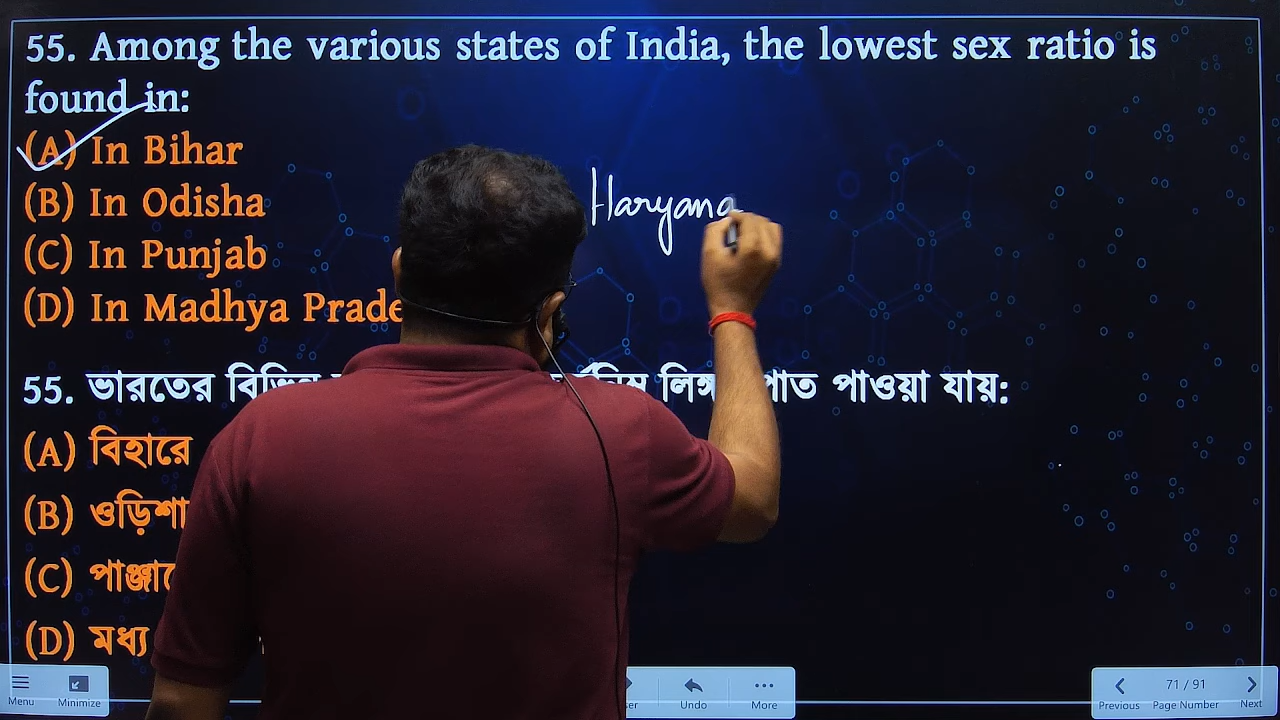 55. Among the various states of India, the lowest sex ratio is
found in:
(A) In Bihar
Haryana
(B) In Odisha
(C) In Punjab
(D) In Madhya Prade
55. ভারতের লিঙ্গ পাওয়া যায়:
(A) বিহারে
(B) ওড়িশা
(C)
(D) মধ্য
Menu
Minimize
Undo
More
Previous
71 / 91
Page Number
Next